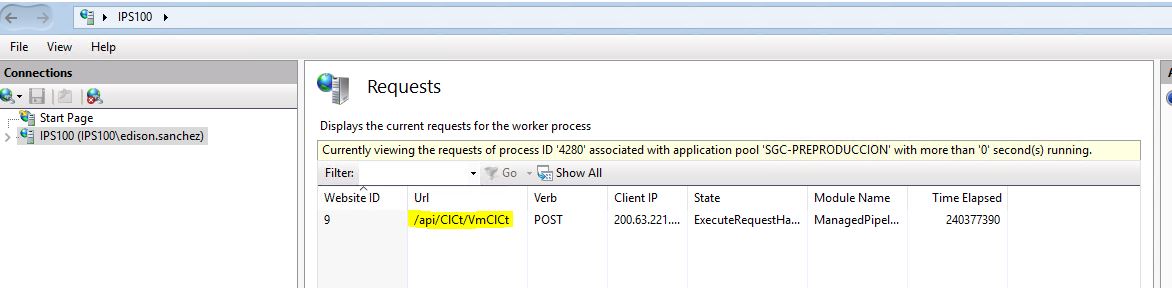 IPS100
File View Help
Connections
Start Page
IPS100 (IPS100\edison.sanchez)
Requests
Displays the current requests for the worker process
Currently viewing the requests of process ID '4280' associated with application pool 'SGC-PREPRODUCCION' with more than '0' second(s) running.
Filter: Go Show All
Website ID Url Verb Client IP State Module Name Time Elapsed
9 /api/ClCt/VmClCt POST 200.63.221.... ExecuteRequestHa... ManagedPipel... 240377390